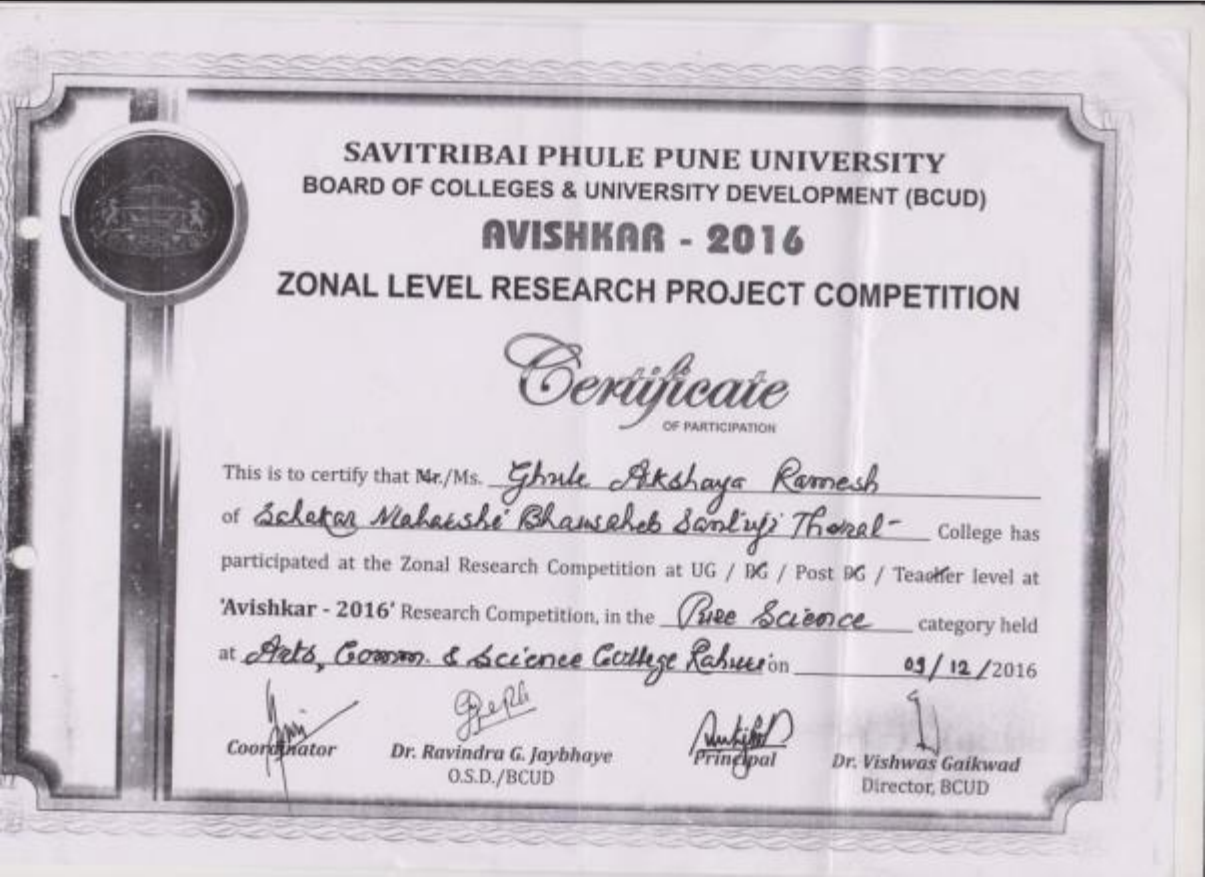 SAVITRIBAI PHULE PUNE UNIVERSITY
BOARD OF COLLEGES & UNIVERSITY DEVELOPMENT (BCUD)
AVISHKAR - 2016
ZONAL LEVEL RESEARCH PROJECT COMPETITION
Certificate
OF PARTICIPATION
This is to certify that Mr./Ms. Ghule Akshaya Ramesh
of Sahakar Maharshi Bhausaheb Santuji Thorat College has
participated at the Zonal Research Competition at UG / PG / Post PG / Teacher level at
'Avishkar - 2016' Research Competition, in the Pure Science category held
at Arts, Comm. & Science College Rahuri on 09/12/2016
Coordinator
Dr. Ravindra G. Jaybhaye
O.S.D./BCUD
Principal
Dr. Vishwas Gaikwad
Director, BCUD